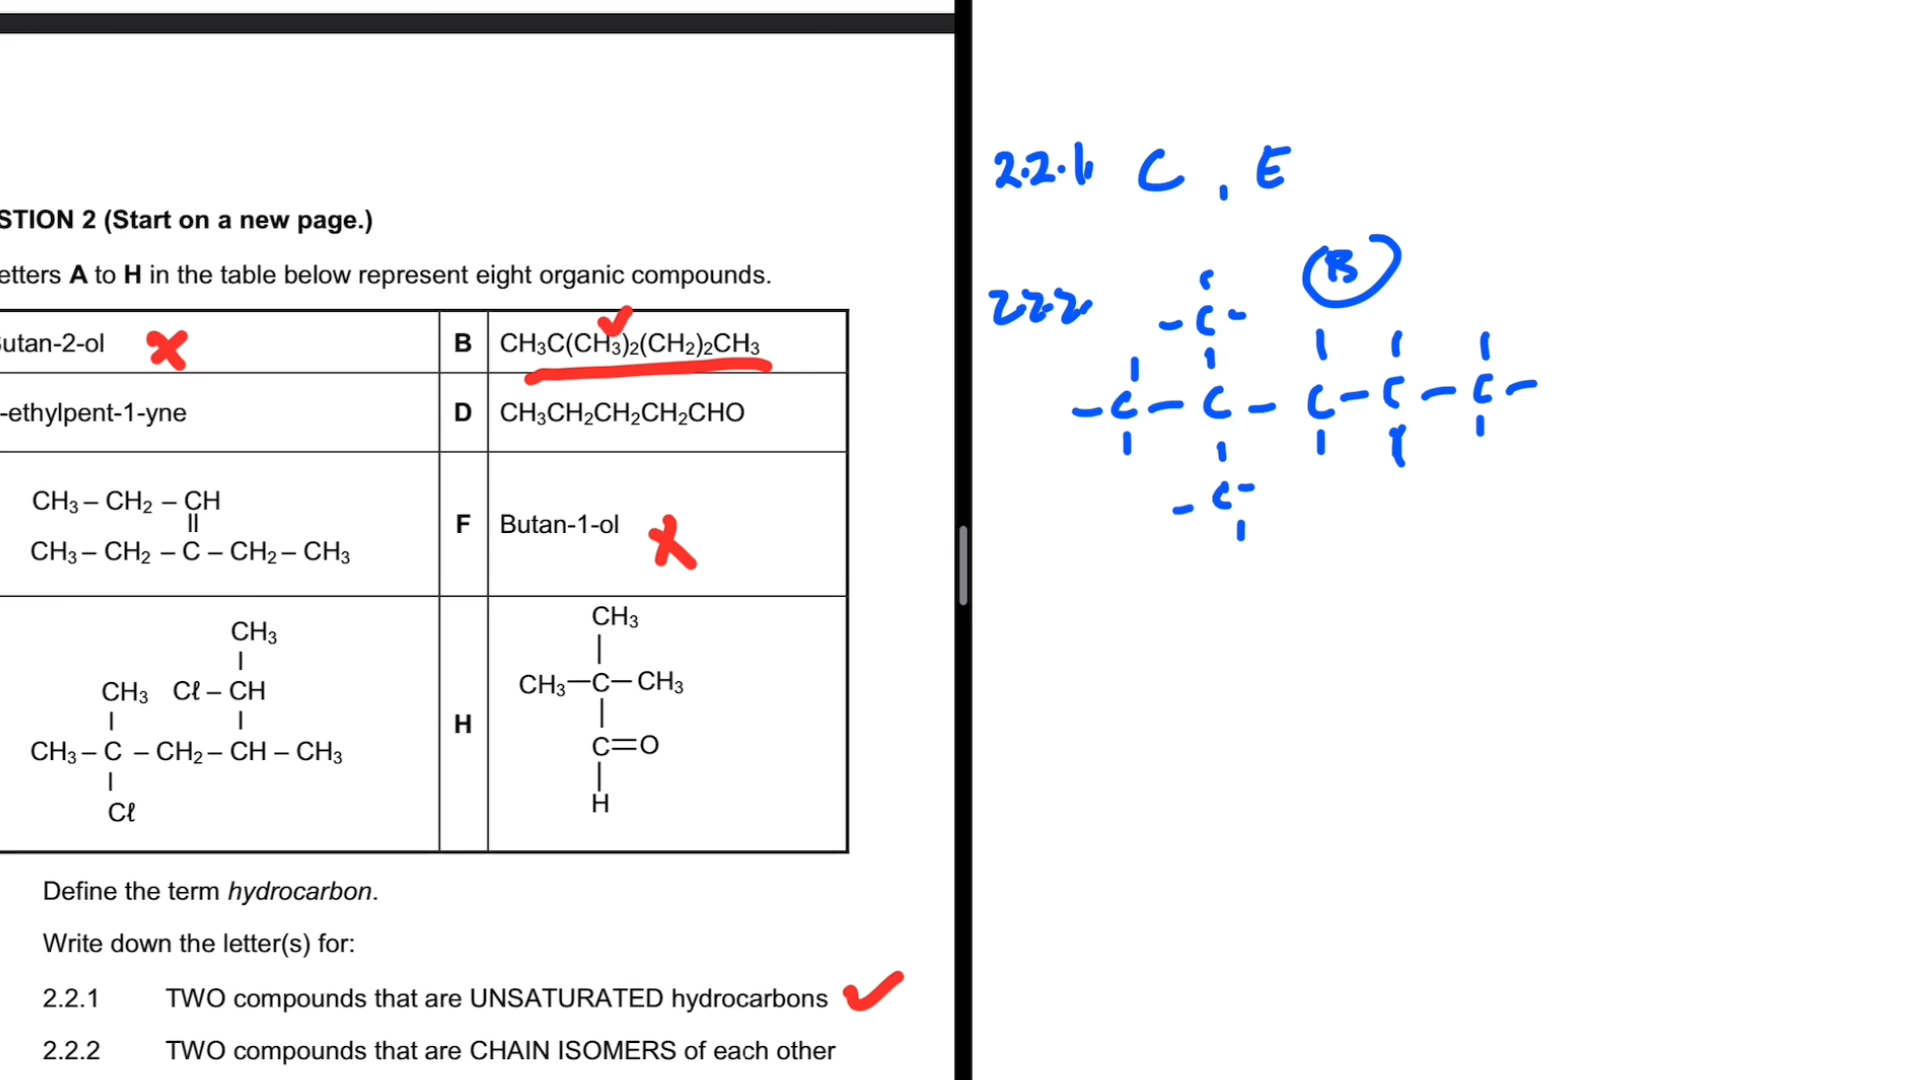 STION 2 (Start on a new page.)
etters A to H in the table below represent eight organic compounds.
utan-2-ol
B CH₃C(CH₃)₂(CH₂)₂CH₃
-ethylpent-1-yne
D CH₃CH₂CH₂CH₂CHO
CH₃ – CH₂ – CH
||
CH₃ – CH₂ – C – CH₂ – CH₃
F Butan-1-ol
CH₃
|
CH₃ Cℓ – CH
| |
CH₃ – C – CH₂ – CH – CH₃
|
Cℓ
H
CH₃
|
CH₃–C–CH₃
|
C=O
|
H
Define the term hydrocarbon.
Write down the letter(s) for:
2.2.1 TWO compounds that are UNSATURATED hydrocarbons
2.2.2 TWO compounds that are CHAIN ISOMERS of each other
2.2.1 C, E
2.2.2 B
-C-
-C-C-C-C-C-
-C-